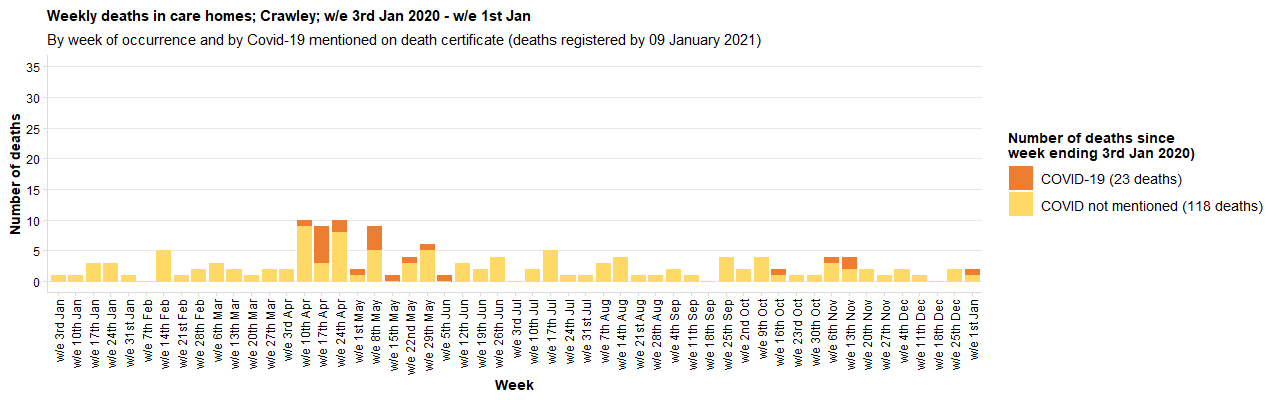 Weekly deaths in care homes; Crawley; w/e 3rd Jan 2020 - w/e 1st Jan
By week of occurrence and by Covid-19 mentioned on death certificate (deaths registered by 09 January 2021)
35
30
25
20
15
10
5
0
Number of deaths
w/e 3rd Jan
w/e 10th Jan
w/e 17th Jan
w/e 24th Jan
w/e 31st Jan
w/e 7th Feb
w/e 14th Feb
w/e 21st Feb
w/e 28th Feb
w/e 6th Mar
w/e 13th Mar
w/e 20th Mar
w/e 27th Mar
w/e 3rd Apr
w/e 10th Apr
w/e 17th Apr
w/e 24th Apr
w/e 1st May
w/e 8th May
w/e 15th May
w/e 22nd May
w/e 29th May
w/e 5th Jun
w/e 12th Jun
w/e 19th Jun
w/e 26th Jun
w/e 3rd Jul
w/e 10th Jul
w/e 17th Jul
w/e 24th Jul
w/e 31st Jul
w/e 7th Aug
w/e 14th Aug
w/e 21st Aug
w/e 28th Aug
w/e 4th Sep
w/e 11th Sep
w/e 18th Sep
w/e 25th Sep
w/e 2nd Oct
w/e 9th Oct
w/e 16th Oct
w/e 23rd Oct
w/e 30th Oct
w/e 6th Nov
w/e 13th Nov
w/e 20th Nov
w/e 27th Nov
w/e 4th Dec
w/e 11th Dec
w/e 18th Dec
w/e 25th Dec
w/e 1st Jan
Week
Number of deaths since
week ending 3rd Jan 2020)
COVID-19 (23 deaths)
COVID not mentioned (118 deaths)